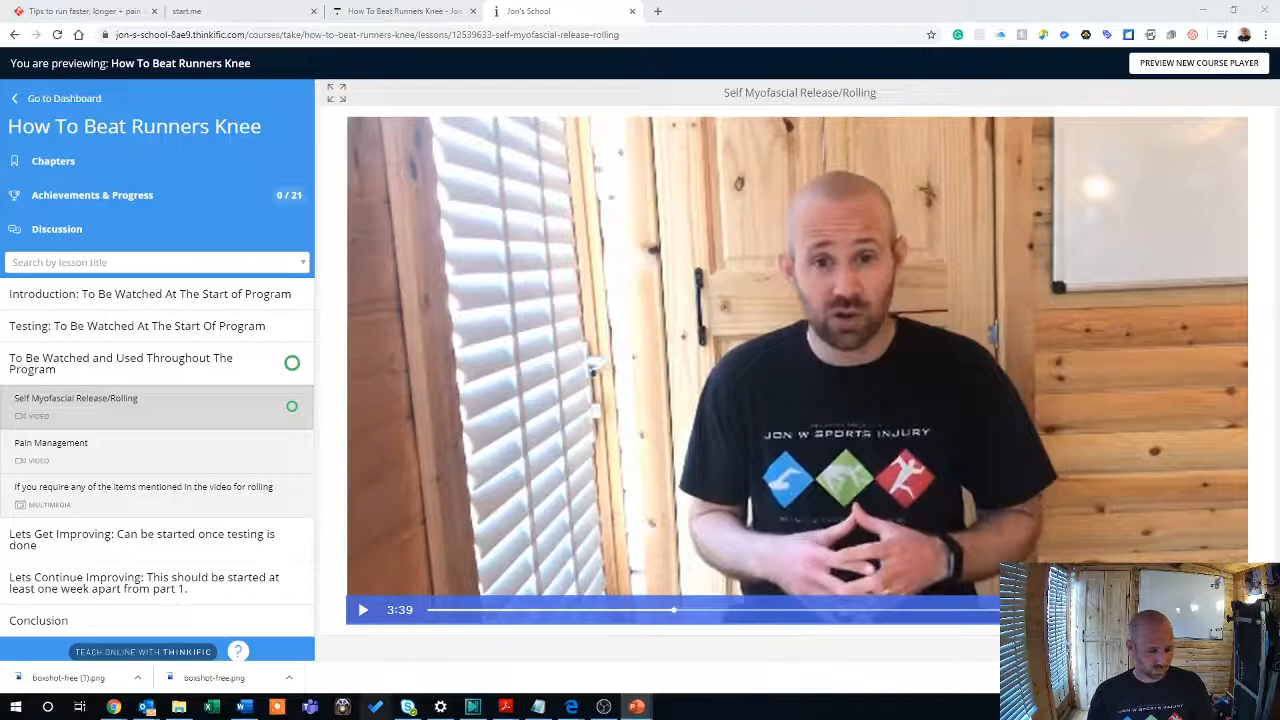 Tips to run faster, longer + pain
start.me
How To Beat Runners Knee - Jon
Jon's School
jon-s-school-8ae9.thinkific.com/courses/take/how-to-beat-runners-knee/lessons/12539633-self-myofascial-release-rolling
You are previewing: How To Beat Runners Knee
PREVIEW NEW COURSE PLAYER
Go to Dashboard
Self Myofascial Release/Rolling
How To Beat Runners Knee
Chapters
Achievements & Progress
0 / 21
Discussion
Search by lesson title
Introduction: To Be Watched At The Start of Program
Testing: To Be Watched At The Start Of Program
To Be Watched and Used Throughout The
Program
Self Myofascial Release/Rolling
VIDEO
Pain Management
VIDEO
If you require any of the items mentioned in the video for rolling
MULTIMEDIA
Lets Get Improving: Can be started once testing is
done
Lets Continue Improving: This should be started at
least one week apart from part 1.
Conclusion
JON W SPORTS INJURY
3:39
TEACH ONLINE WITH THINKIFIC
?
boxshot-free (1).png
boxshot-free.png